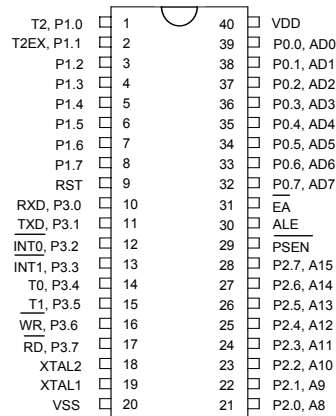 T2, P1.0 1 40 VDD
T2EX, P1.1 2 39 P0.0, AD0
P1.2 3 38 P0.1, AD1
P1.3 4 37 P0.2, AD2
P1.4 5 36 P0.3, AD3
P1.5 6 35 P0.4, AD4
P1.6 7 34 P0.5, AD5
P1.7 8 33 P0.6, AD6
RST 9 32 P0.7, AD7
RXD, P3.0 10 31 EA
TXD, P3.1 11 30 ALE
INT0, P3.2 12 29 PSEN
INT1, P3.3 13 28 P2.7, A15
T0, P3.4 14 27 P2.6, A14
T1, P3.5 15 26 P2.5, A13
WR, P3.6 16 25 P2.4, A12
RD, P3.7 17 24 P2.3, A11
XTAL2 18 23 P2.2, A10
XTAL1 19 22 P2.1, A9
VSS 20 21 P2.0, A8